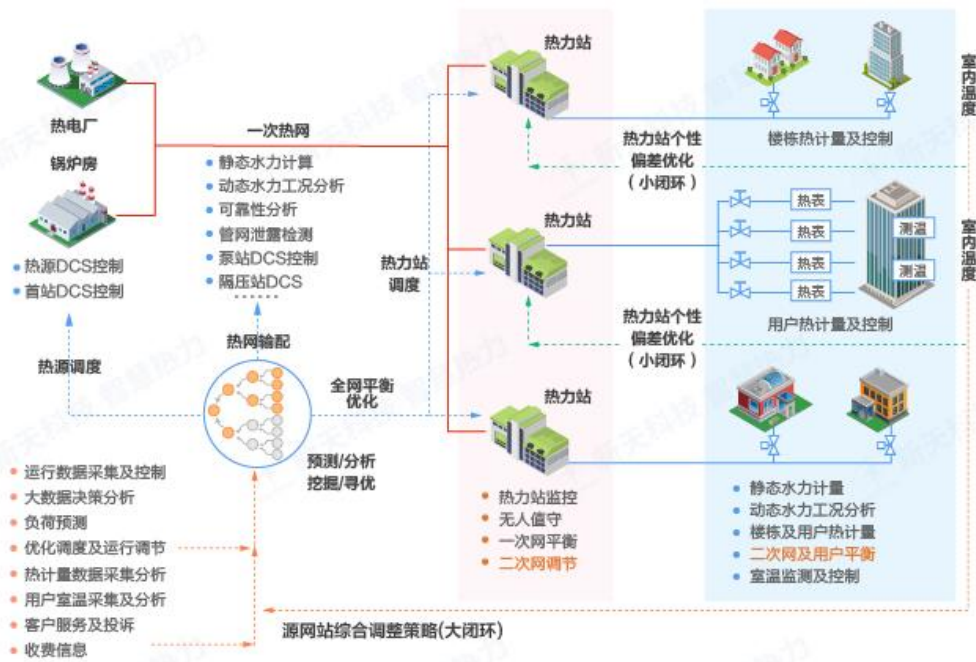 热电厂
锅炉房
热源DCS控制
首站DCS控制
热源调度
一次热网
静态水力计算
动态水力工况分析
可靠性分析
管网泄露检测
泵站DCS控制
隔压站DCS
热网输配
全网平衡
优化
预测/分析
挖掘/寻优
热力站
调度
运行数据采集及控制
大数据决策分析
负荷预测
优化调度及运行调节
热计量数据采集分析
用户室温采集及分析
客户服务及投诉
收费信息
热力站
热力站
热力站
热力站监控
无人值守
一次网平衡
二次网调节
热力站个性
偏差优化
(小闭环)
热力站个性
偏差优化
(小闭环)
楼栋热计量及控制
热表
热表
热表
热表
测温
测温
用户热计量及控制
静态水力计量
动态水力工况分析
楼栋及用户热计量
二次网及用户平衡
室温监测及控制
室内温度
室内温度
源网站综合调整策略(大闭环)
新天科技 智慧热力